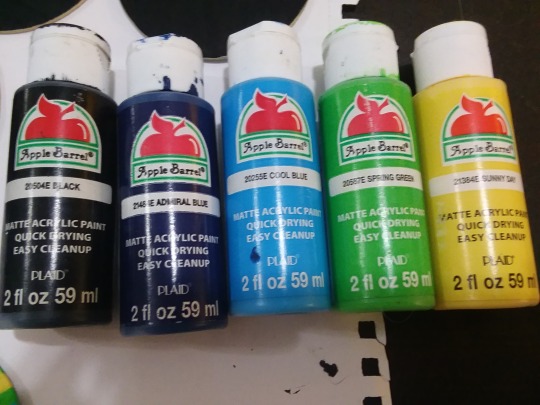 Apple Barrel®
20504E BLACK
MATTE ACRYLIC PAINT
QUICK DRYING
EASY CLEANUP
PLAID®
2 fl oz 59 ml
Apple Barrel®
21484E ADMIRAL BLUE
MATTE ACRYLIC PAINT
QUICK DRYING
EASY CLEANUP
PLAID®
2 fl oz 59 ml
Apple Barrel®
20255E COOL BLUE
MATTE ACRYLIC PAINT
QUICK DRYING
EASY CLEANUP
PLAID®
2 fl oz 59 ml
Apple Barrel®
SPRING GREEN
MATTE ACRYLIC PAINT
QUICK DRYING
EASY CLEANUP
PLAID®
2 fl oz 59 ml
Apple Barrel®
SUNNY DAY
MATTE ACRYLIC PAINT
QUICK DRYING
EASY CLEANUP
PLAID®
2 fl oz 59 ml